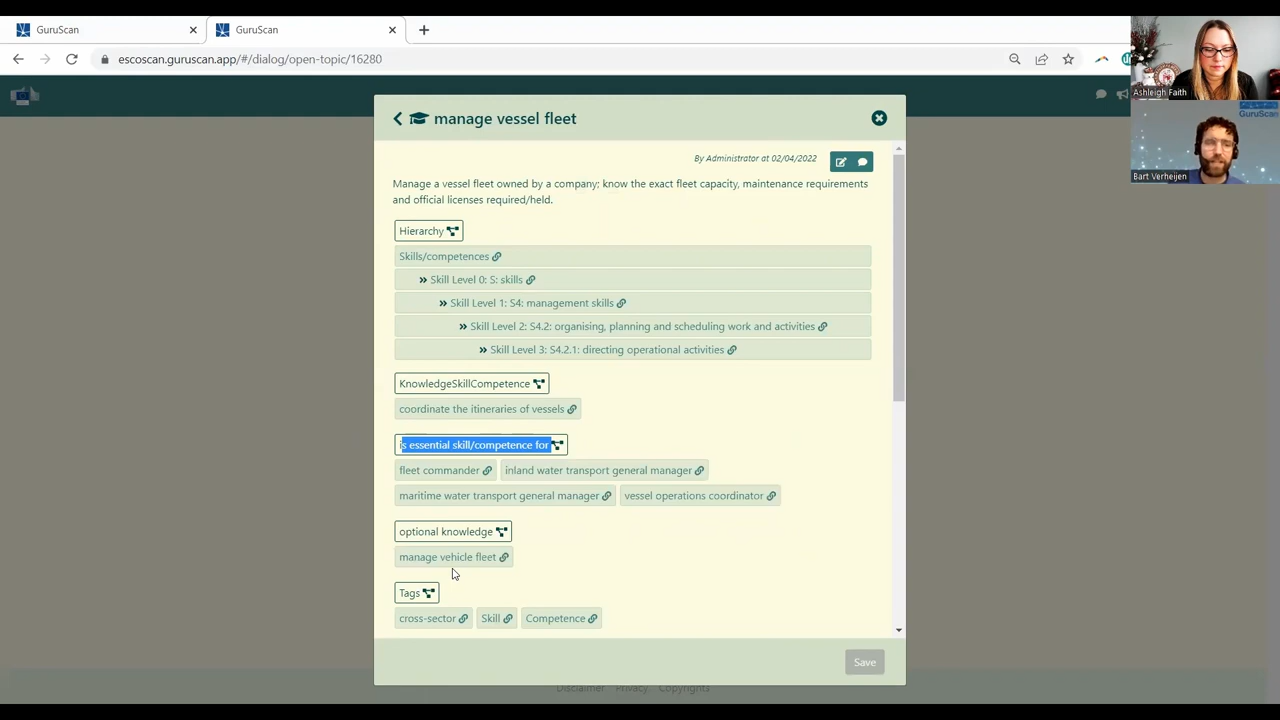 GuruScan
GuruScan
escoscan.guruscan.app/#/dialog/open-topic/16280
Ashleigh Faith
GuruScan
Bart Verheijen
manage vessel fleet
By Administrator at 02/04/2022
Manage a vessel fleet owned by a company; know the exact fleet capacity, maintenance requirements
and official licenses required/held.
Hierarchy
Skills/competences
Skill Level 0: S: skills
Skill Level 1: S4: management skills
Skill Level 2: S4.2: organising, planning and scheduling work and activities
Skill Level 3: S4.2.1: directing operational activities
KnowledgeSkillCompetence
coordinate the itineraries of vessels
is essential skill/competence for
fleet commander inland water transport general manager
maritime water transport general manager vessel operations coordinator
optional knowledge
manage vehicle fleet
Tags
cross-sector Skill Competence
Save
Disclaimer Privacy Copyrights